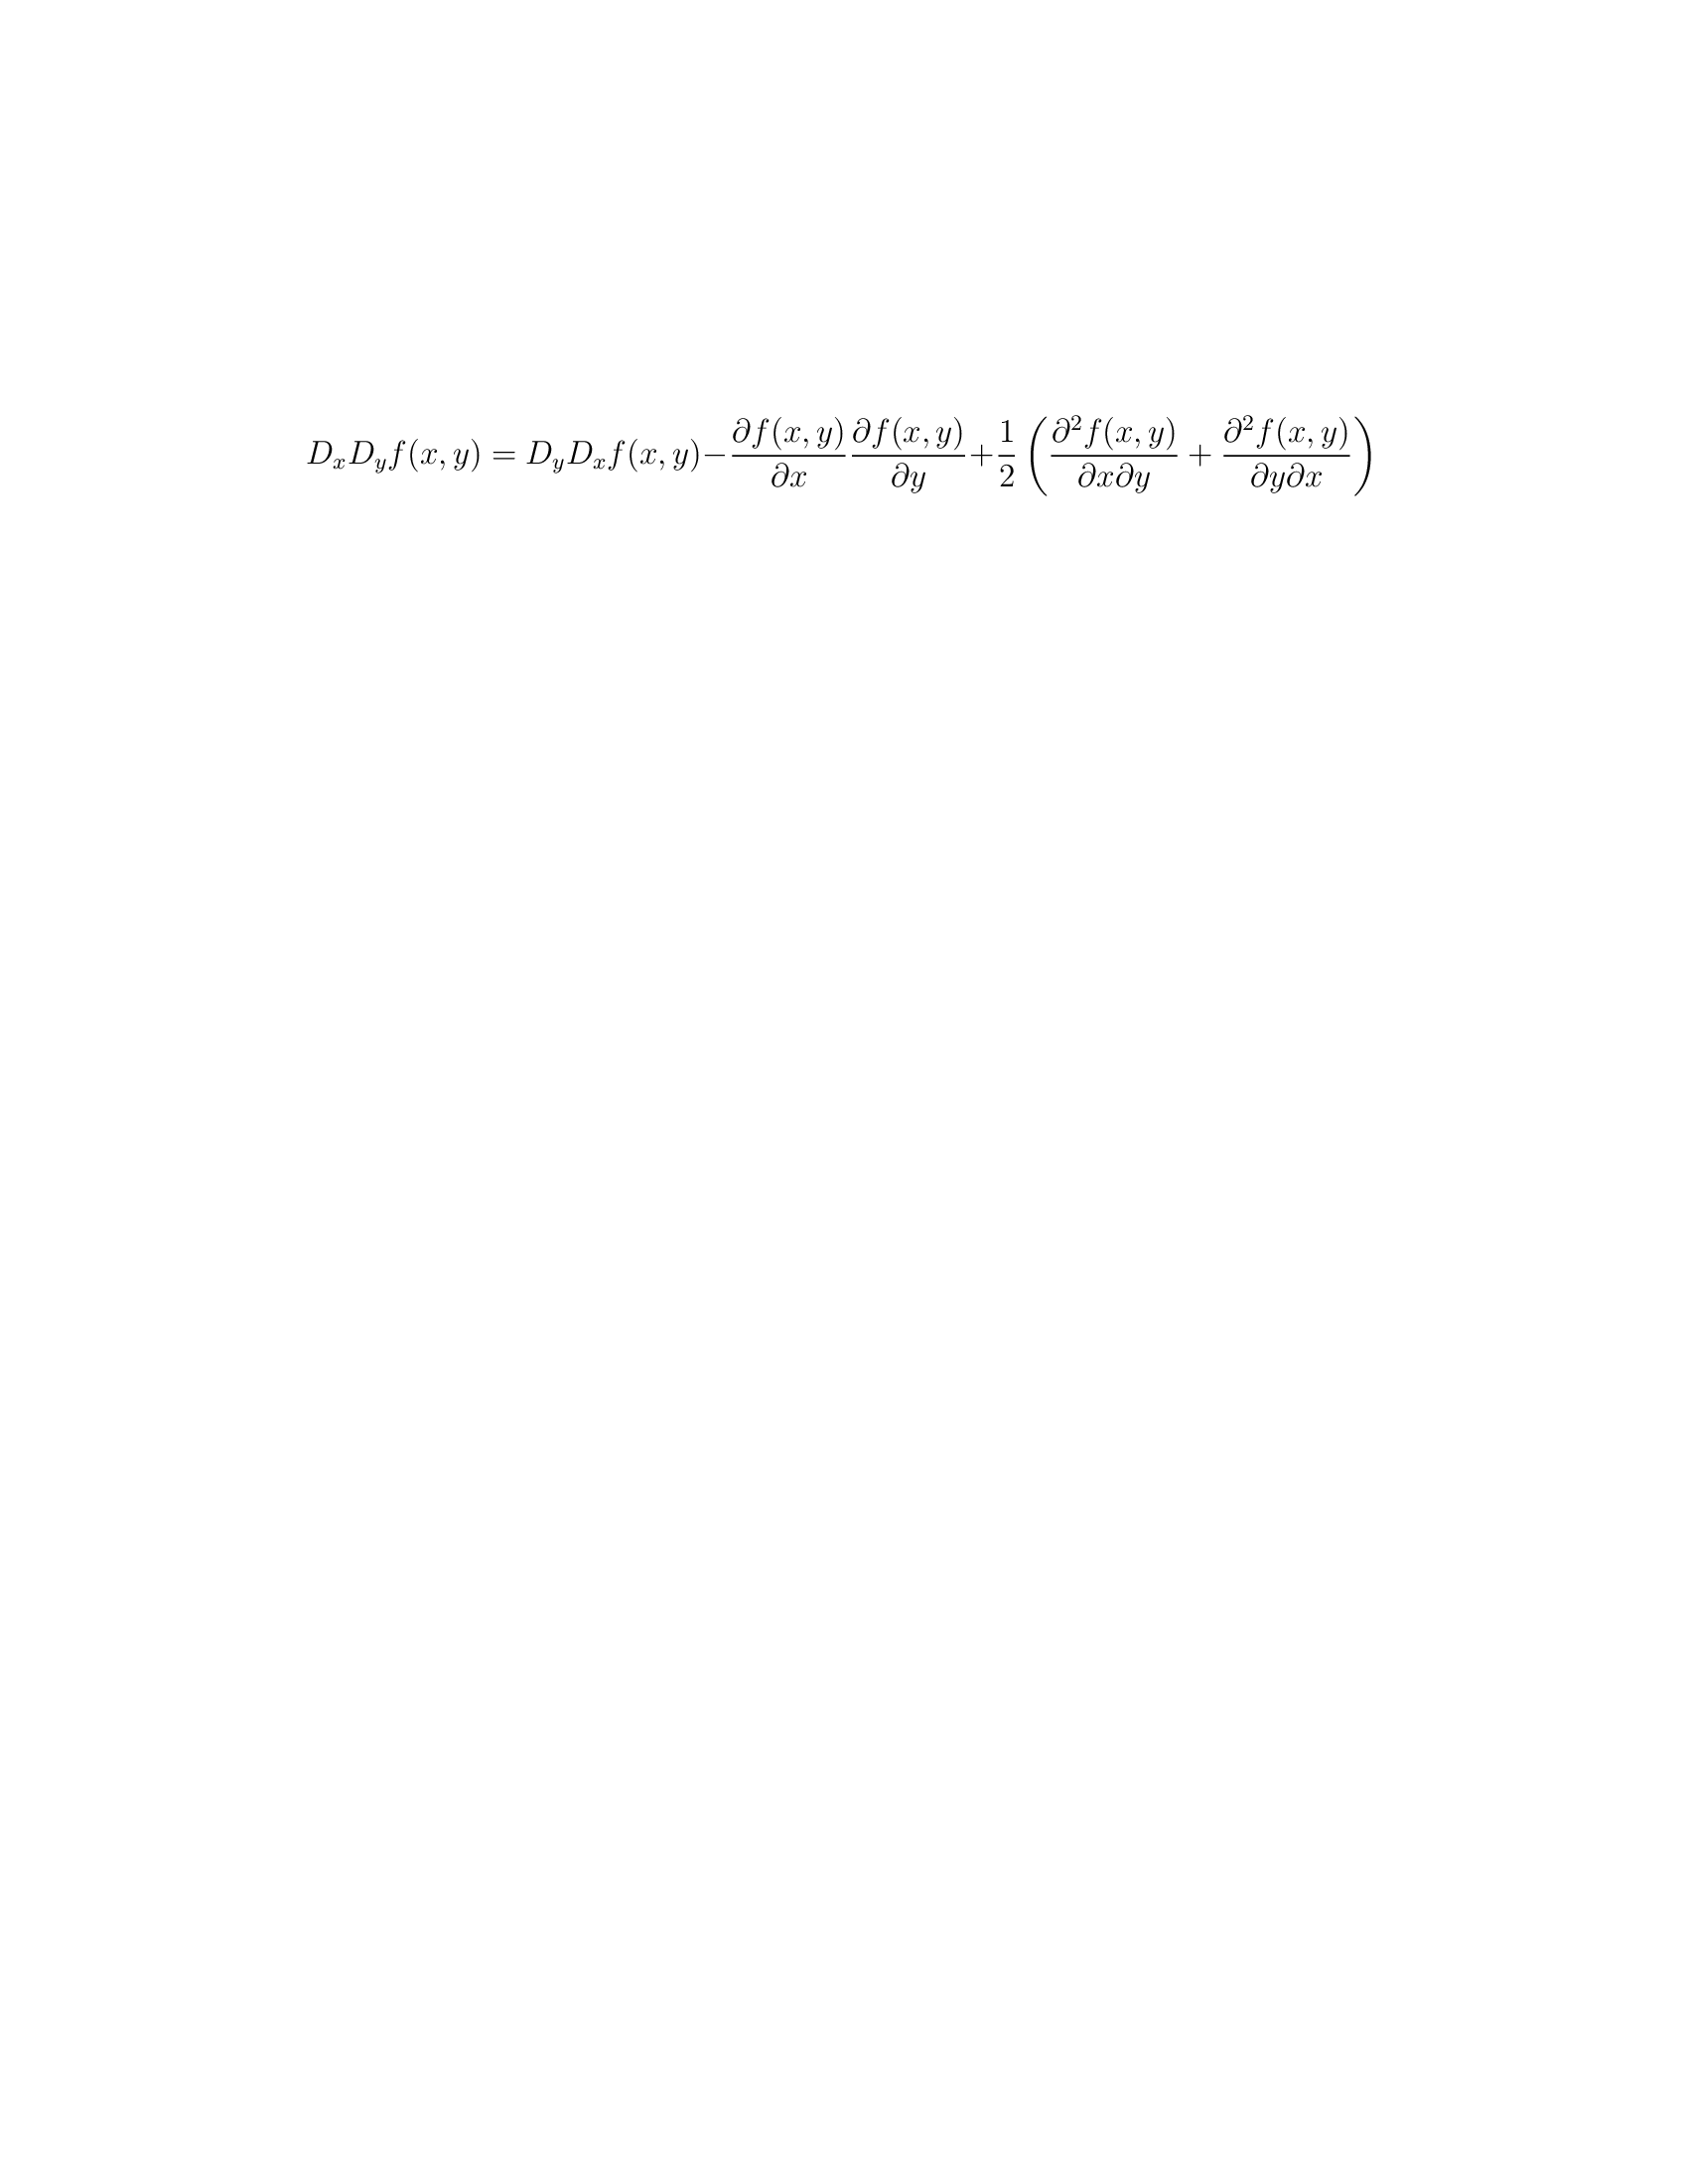 $D_x D_y f(x, y) = D_y D_x f(x, y) - \frac{\partial f(x, y)}{\partial x} \frac{\partial f(x, y)}{\partial y} + \frac{1}{2} \left( \frac{\partial^2 f(x, y)}{\partial x \partial y} + \frac{\partial^2 f(x, y)}{\partial y \partial x} \right)$